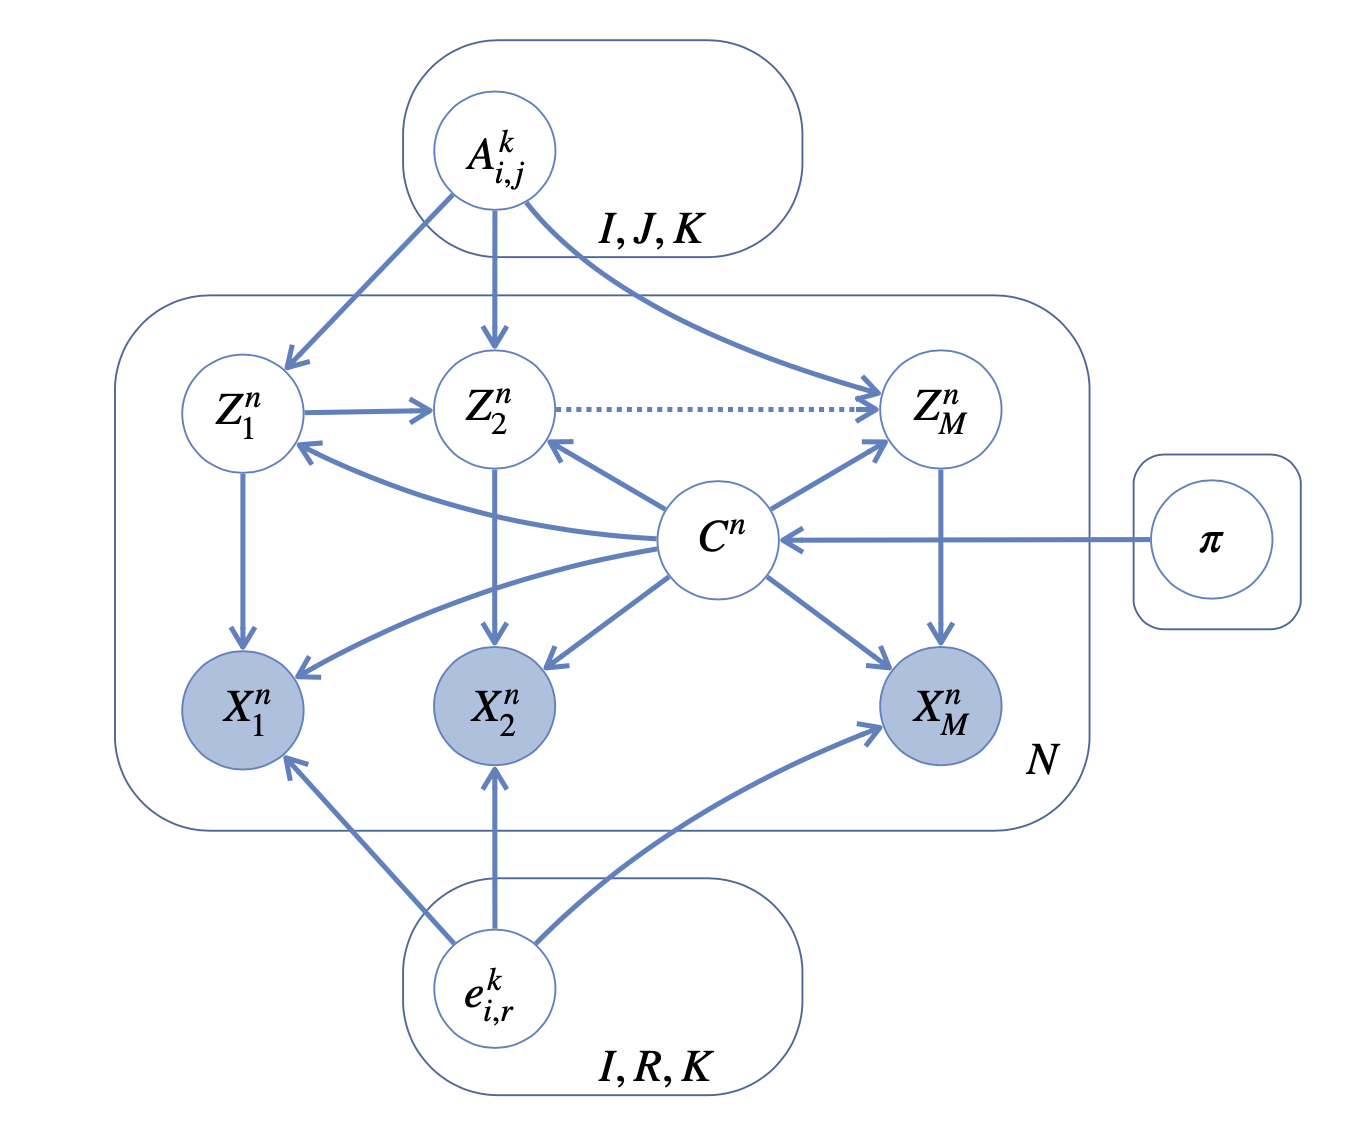 $A_{i,j}^{k}$
$I, J, K$
$Z_1^n$ $Z_2^n$ $Z_M^n$
$C^n$ $\pi$
$X_1^n$ $X_2^n$ $X_M^n$
$N$
$e_{i,r}^{k}$
$I, R, K$